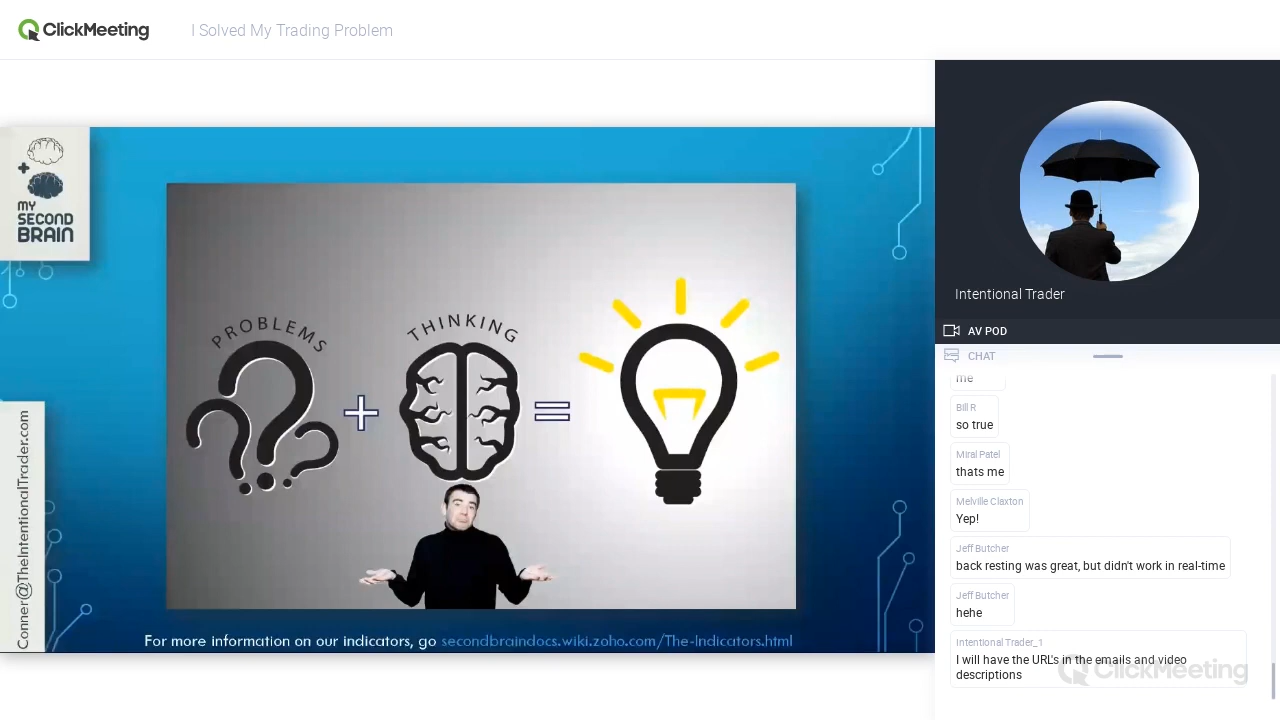 ClickMeeting
I Solved My Trading Problem
MY
SECOND
BRAIN
PROBLEMS
THINKING
Conner@TheIntentionalTrader.com
For more information on our indicators, go secondbraindocs.wiki.zoho.com/The-Indicators.html
Intentional Trader
AV POD
CHAT
me
Bill R
so true
Miral Patel
thats me
Melville Claxton
Yep!
Jeff Butcher
back resting was great, but didn't work in real-time
Jeff Butcher
hehe
Intentional Trader_1
I will have the URL's in the emails and video
descriptions
ClickMeeting